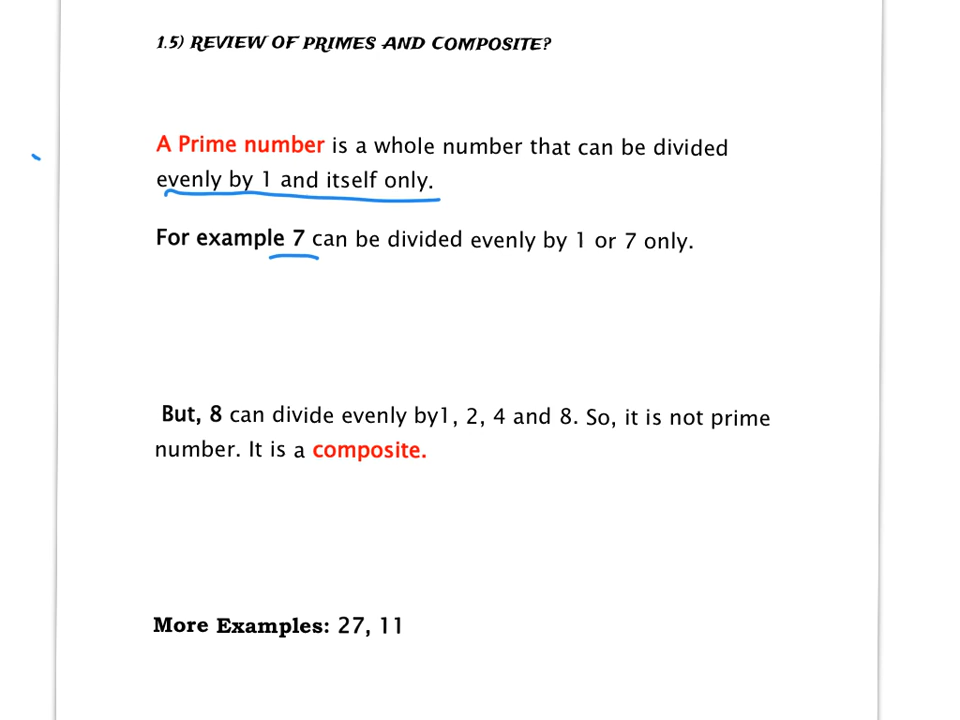 1.5) REVIEW OF PRIMES AND COMPOSITE?
A Prime number is a whole number that can be divided
evenly by 1 and itself only.
For example 7 can be divided evenly by 1 or 7 only.
But, 8 can divide evenly by1, 2, 4 and 8. So, it is not prime
number. It is a composite.
More Examples: 27, 11